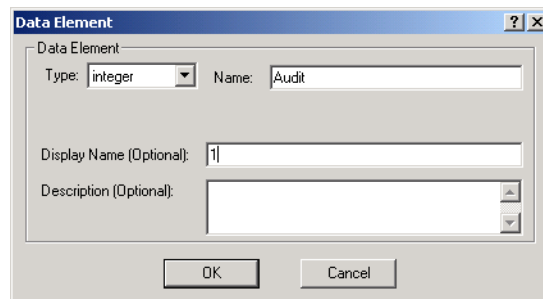 Data Element
Data Element
Type: integer Name: Audit
Display Name (Optional): 1
Description (Optional):
OK Cancel